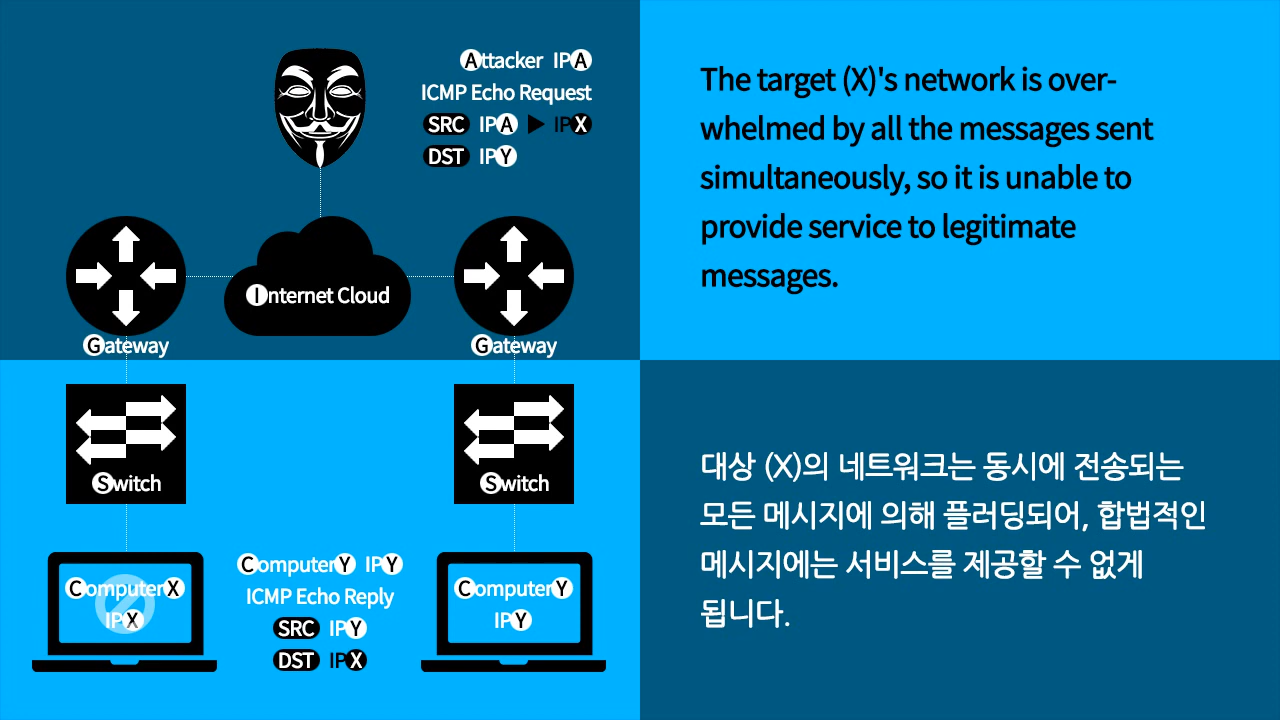 Attacker IPA
ICMP Echo Request
SRC IPA ▶ IPX
DST IPY
Internet Cloud
Gateway
Gateway
Switch
Switch
ComputerX
IPX
ComputerY IPY
ICMP Echo Reply
SRC IPY
DST IPX
ComputerY
IPY
The target (X)'s network is over-
whelmed by all the messages sent
simultaneously, so it is unable to
provide service to legitimate
messages.
대상 (X)의 네트워크는 동시에 전송되는
모든 메시지에 의해 플러딩되어, 합법적인
메시지에는 서비스를 제공할 수 없게
됩니다.